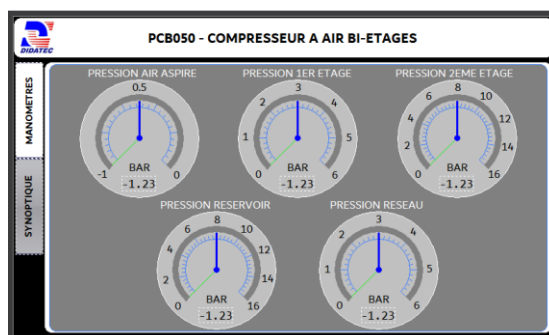 DIDATEC
PCB050 - COMPRESSEUR A AIR BI-ETAGES
MANOMETRES
SYNOPTIQUE
PRESSION AIR ASPIRE
-1
0.5
0
BAR
-1.23
PRESSION 1ER ETAGE
0
1
2
3
4
5
6
BAR
-1.23
PRESSION 2EME ETAGE
0
2
4
6
8
10
12
14
16
BAR
-1.23
PRESSION RESERVOIR
0
2
4
6
8
10
12
14
16
BAR
-1.23
PRESSION RESEAU
0
1
2
3
4
5
6
BAR
-1.23